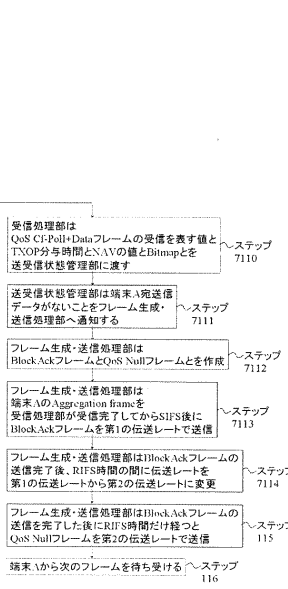 受信処理部は
QoS Cf-Poll+Dataフレームの受信を表す値と
TXOP分与時間とNAVの値とBitmapとを
送受信状態管理部に渡す
ステップ
7110
送受信状態管理部は端末A宛送信
データがないことをフレーム生成・
送信処理部へ通知する
ステップ
7111
フレーム生成・送信処理部は
BlockAckフレームとQoS Nullフレームとを作成
ステップ
7112
フレーム生成・送信処理部は
端末AのAggregation frameを
受信処理部が受信完了してからSIFS後に
BlockAckフレームを第1の伝送レートで送信
ステップ
7113
フレーム生成・送信処理部はBlockAckフレームの
送信完了後、RIFS時間の間に伝送レートを
第1の伝送レートから第2の伝送レートに変更
ステップ
7114
フレーム生成・送信処理部はBlockAckフレームの
送信を完了した後にRIFS時間だけ経つと
QoS Nullフレームを第2の伝送レートで送信
ステップ
115
端末Aから次のフレームを待ち受ける
ステップ
116